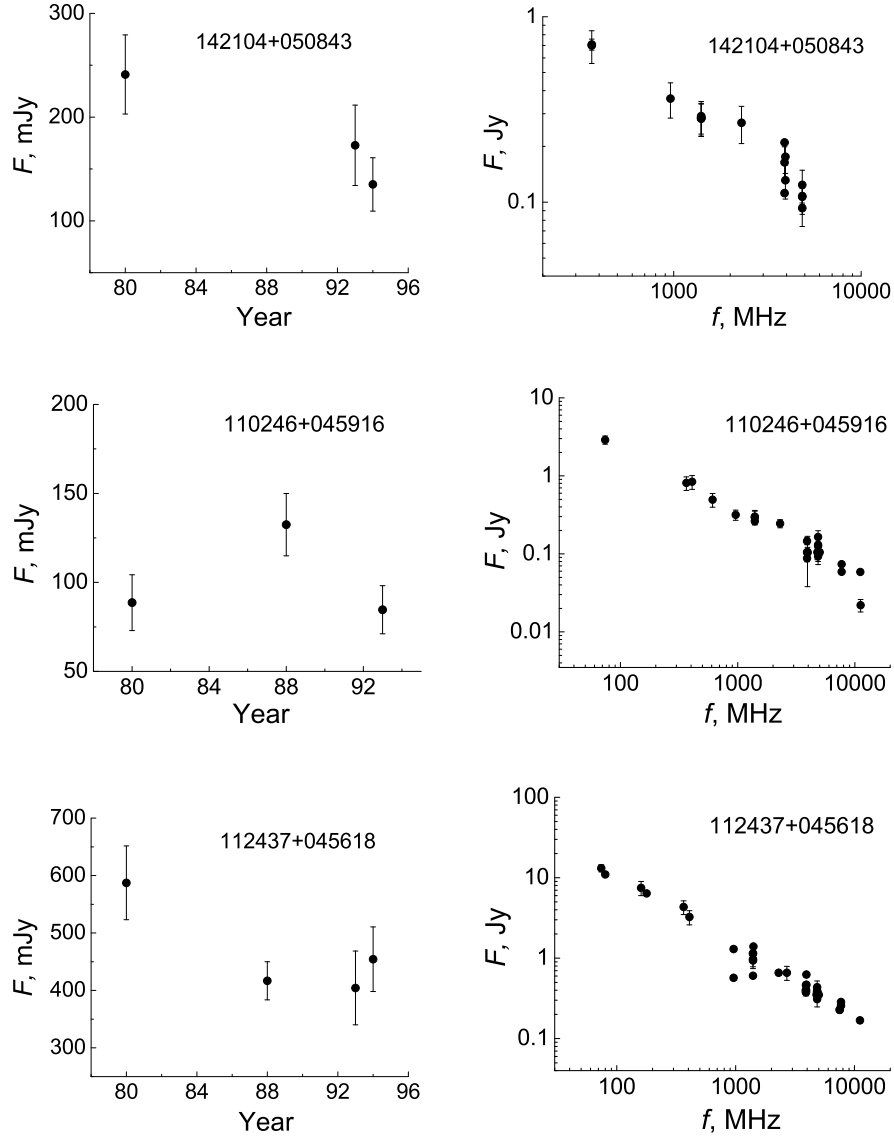 300
142104+050843
200
F, mJy
100
80 84 88 92 96
Year
1
142104+050843
F, Jy
0.1
1000 10000
f, MHz
200
110246+045916
150
F, mJy
100
50
80 84 88 92
Year
10
110246+045916
1
F, Jy
0.1
0.01
100 1000 10000
f, MHz
700
112437+045618
600
F, mJy
500
400
300
80 84 88 92 96
Year
100
112437+045618
10
F, Jy
1
0.1
100 1000 10000
f, MHz